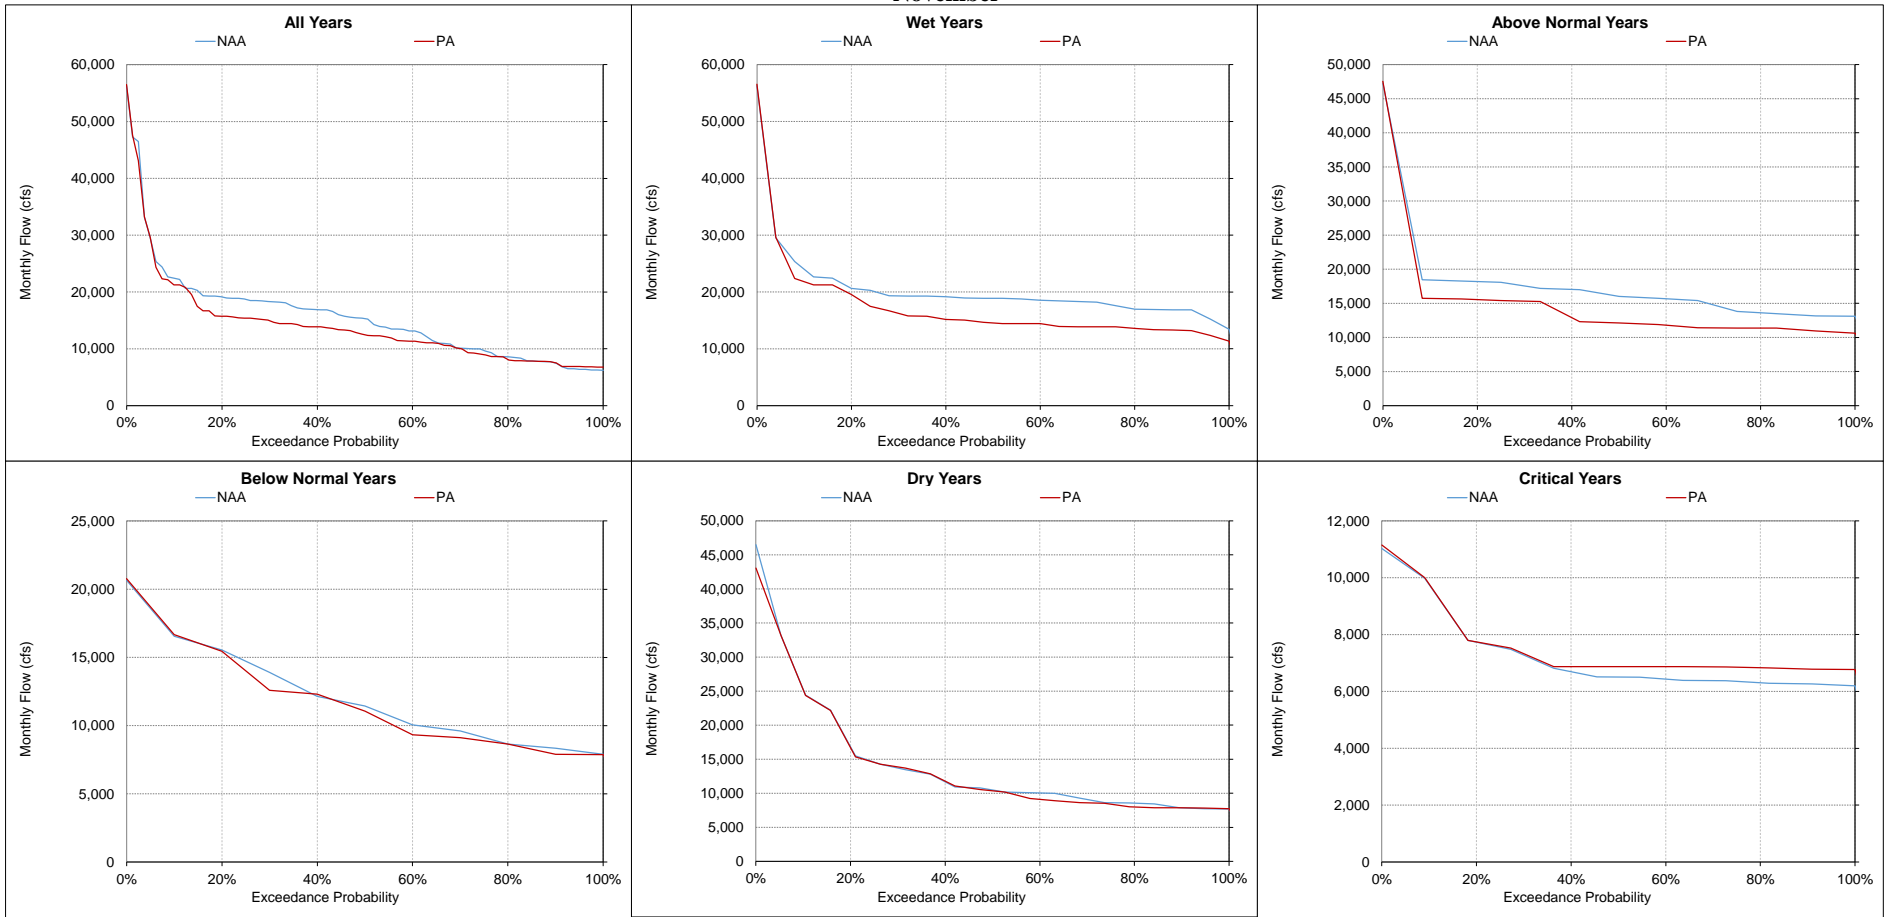 All Years
NAA PA
60,000
50,000
40,000
30,000
20,000
10,000
0
0% 20% 40% 60% 80% 100%
Monthly Flow (cfs)
Exceedance Probability
Wet Years
NAA PA
60,000
50,000
40,000
30,000
20,000
10,000
0
0% 20% 40% 60% 80% 100%
Monthly Flow (cfs)
Exceedance Probability
Above Normal Years
NAA PA
50,000
45,000
40,000
35,000
30,000
25,000
20,000
15,000
10,000
5,000
0
0% 20% 40% 60% 80% 100%
Monthly Flow (cfs)
Exceedance Probability
Below Normal Years
NAA PA
25,000
20,000
15,000
10,000
5,000
0
0% 20% 40% 60% 80% 100%
Monthly Flow (cfs)
Exceedance Probability
Dry Years
NAA PA
50,000
45,000
40,000
35,000
30,000
25,000
20,000
15,000
10,000
5,000
0
0% 20% 40% 60% 80% 100%
Monthly Flow (cfs)
Exceedance Probability
Critical Years
NAA PA
12,000
10,000
8,000
6,000
4,000
2,000
0
0% 20% 40% 60% 80% 100%
Monthly Flow (cfs)
Exceedance Probability